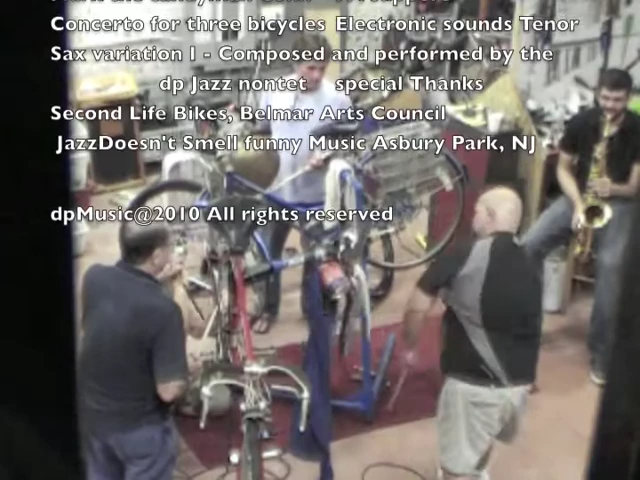 Concerto for three bicycles Electronic sounds Tenor
Sax variation I - Composed and performed by the
dp Jazz nontet special Thanks
Second Life Bikes, Belmar Arts Council
JazzDoesn't Smell funny Music Asbury Park, NJ
dpMusic@2010 All rights reserved